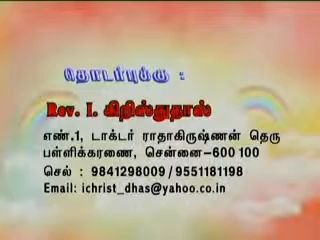 தொடர்புக்கு :
Rev. I. கிறிஸ்துதாஸ்
எண்.1, டாக்டர் ராதாகிருஷ்ணன் தெரு
பள்ளிக்கரணை, சென்னை-600 100
செல் : 9841298009 / 9551181198
Email: ichrist_dhas@yahoo.co.in